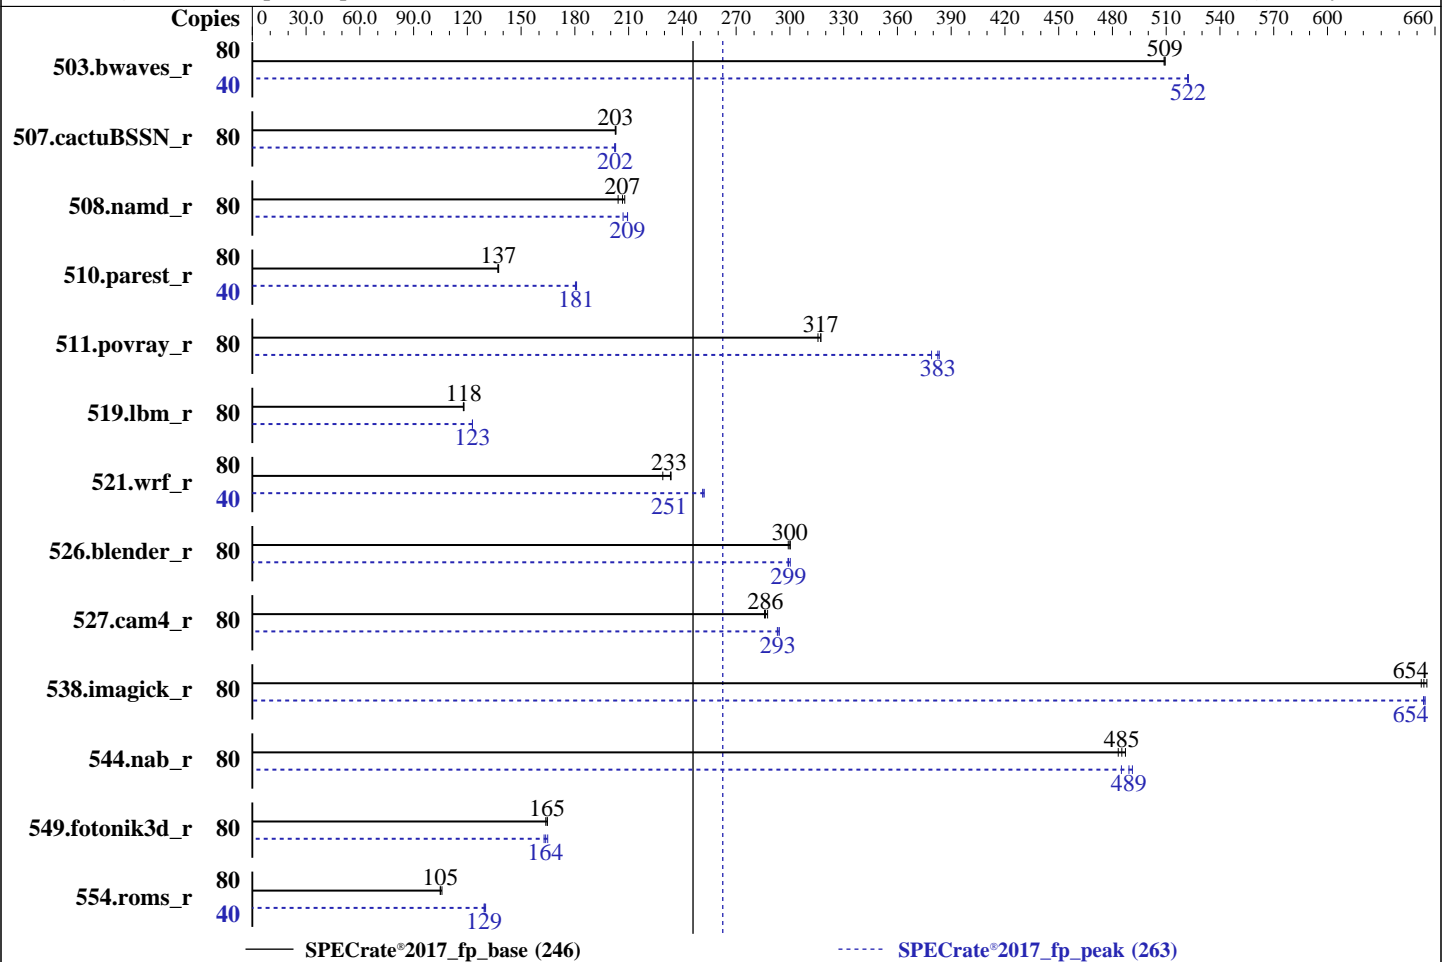 Copies 0 30.0 60.0 90.0 120 150 180 210 240 270 300 330 360 390 420 450 480 510 540 570 600 660
503.bwaves_r 80 509
40 522
507.cactuBSSN_r 80 203
202
508.namd_r 80 207
209
510.parest_r 80 137
40 181
511.povray_r 80 317
383
519.lbm_r 80 118
123
521.wrf_r 80 233
40 251
526.blender_r 80 300
299
527.cam4_r 80 286
293
538.imagick_r 80 654
654
544.nab_r 80 485
489
549.fotonik3d_r 80 165
164
554.roms_r 80 105
40 129
SPECrate®2017_fp_base (246) SPECrate®2017_fp_peak (263)